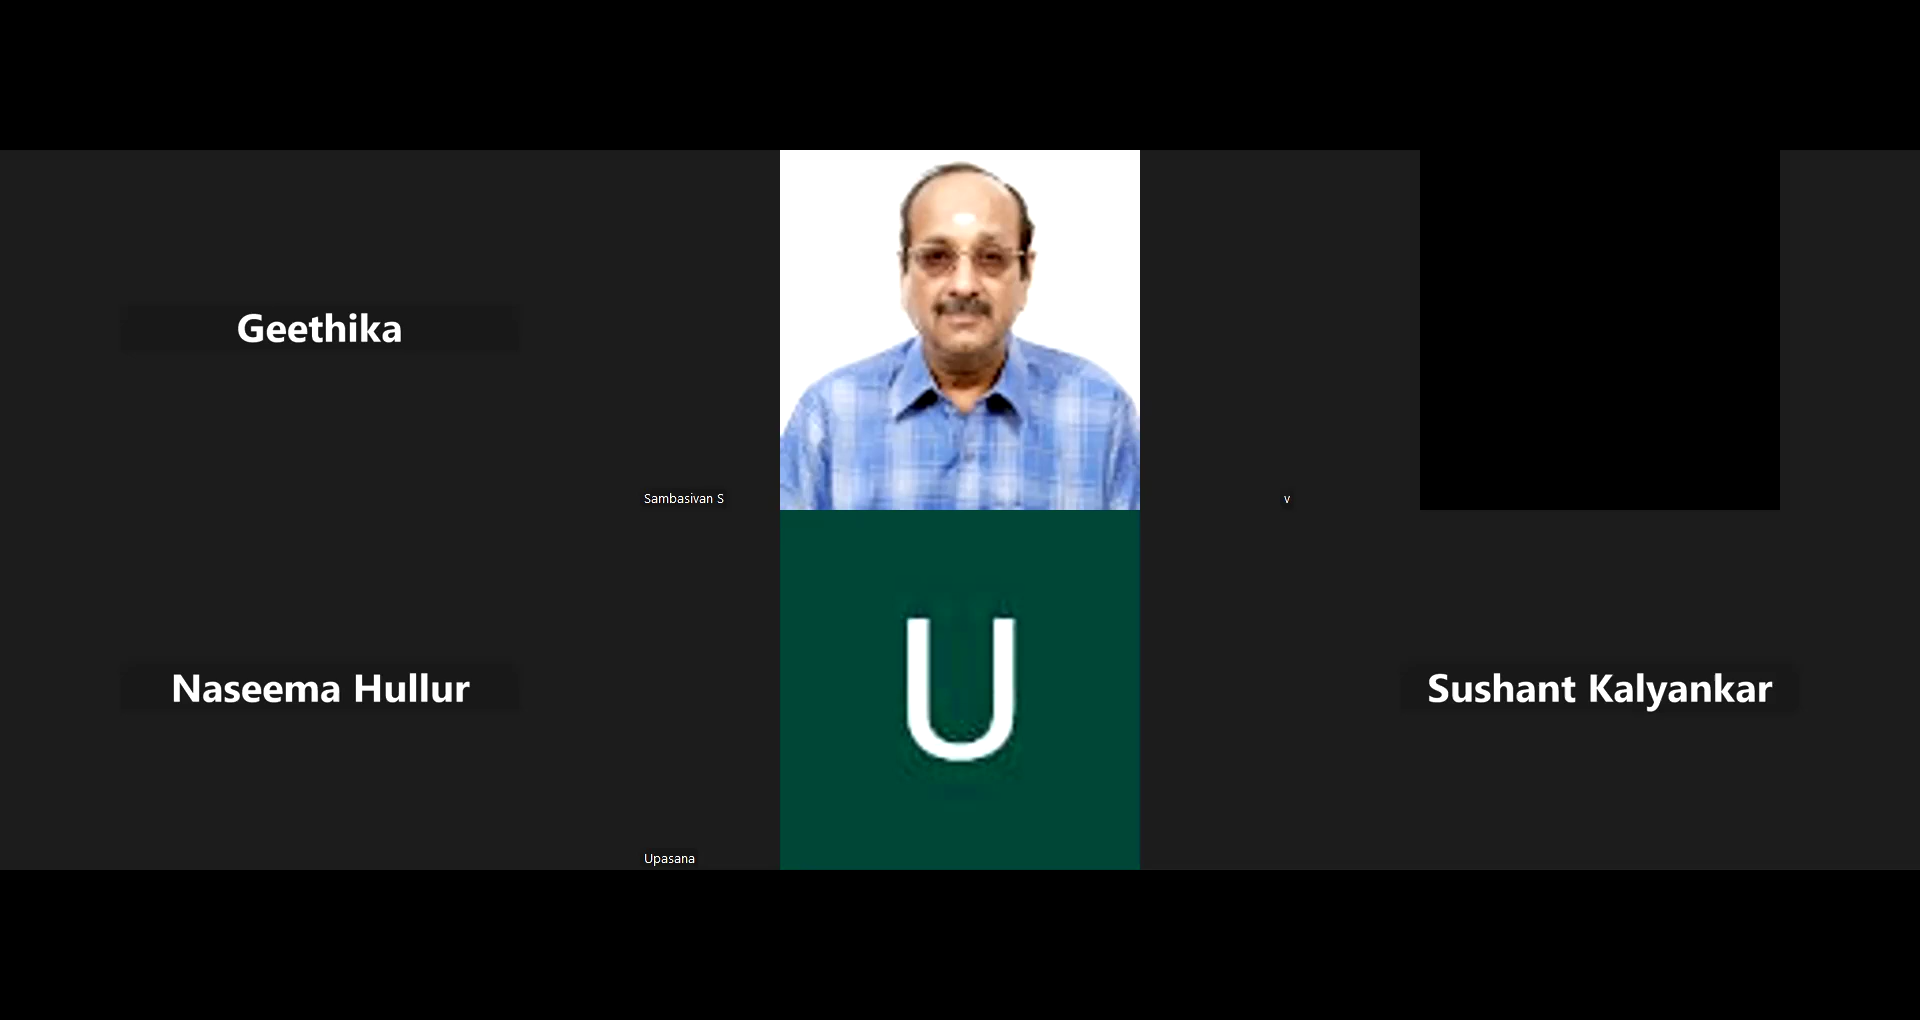 Geethika
Sambasivan S
v
Naseema Hullur
U
Upasana
Sushant Kalyankar